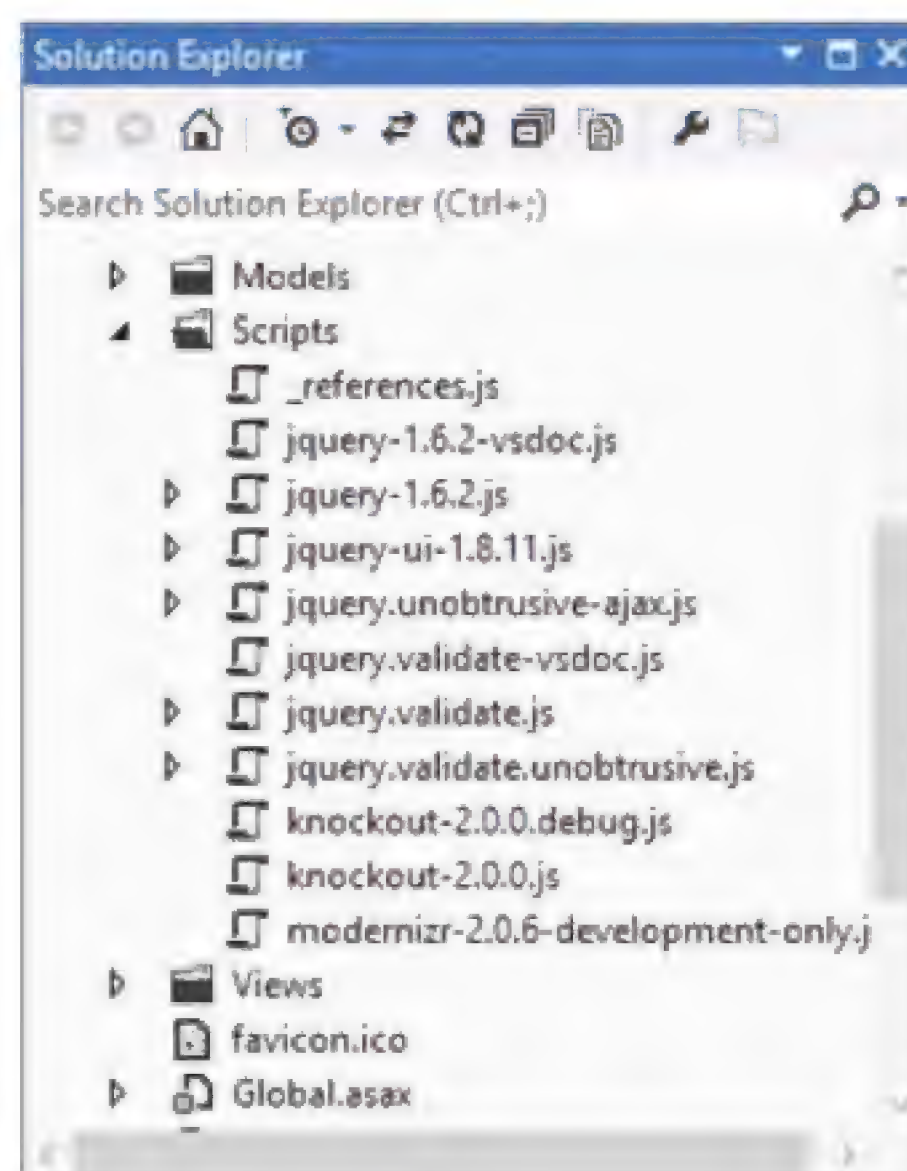 Solution Explorer
Search Solution Explorer (Ctrl+;)
Models
Scripts
_references.js
jquery-1.6.2-vsdoc.js
jquery-1.6.2.js
jquery-ui-1.8.11.js
jquery.unobtrusive-ajax.js
jquery.validate-vsdoc.js
jquery.validate.js
jquery.validate.unobtrusive.js
knockout-2.0.0.debug.js
knockout-2.0.0.js
modernizr-2.0.6-development-only.j
Views
favicon.ico
Global.asax